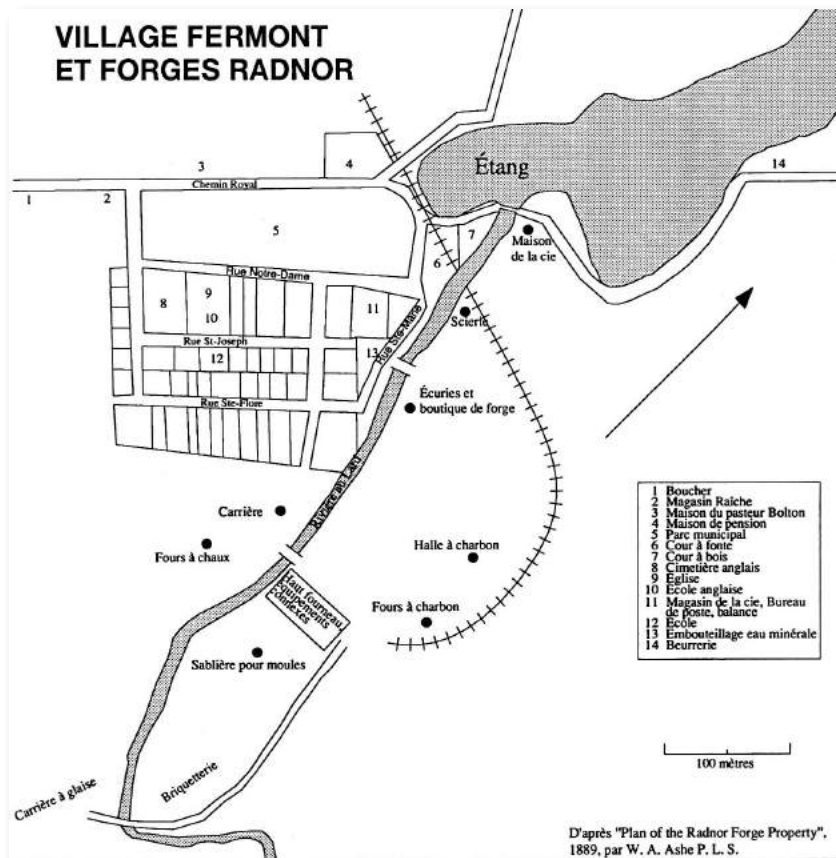 VILLAGE FERMONT
ET FORGES RADNOR
3
4
Chemin Royal
1
2
Étang
14
5
7
6
Maison
de la cie
Rue Notre-Dame
8
9
10
11
Rue Ste-Marie
Scierie
Rue St-Joseph
12
13
Écuries et
boutique de forge
Rue Ste-Flore
Rivière au Lard
Carrière
Fours à chaux
Halle à charbon
Haut fourneau,
équipements
connexes
Fours à charbon
Sablière pour moules
Briquetterie
Carrière à glaise
1 Boucher
2 Magasin Raîche
3 Maison du pasteur Bolton
4 Maison de pension
5 Parc municipal
6 Cour à fonte
7 Cour à bois
8 Cimetière anglais
9 Église
10 École anglaise
11 Magasin de la cie, Bureau
de poste, balance
12 École
13 Embouteillage eau minérale
14 Beurrerie
100 mètres
D'après "Plan of the Radnor Forge Property",
1889, par W. A. Ashe P. L. S.